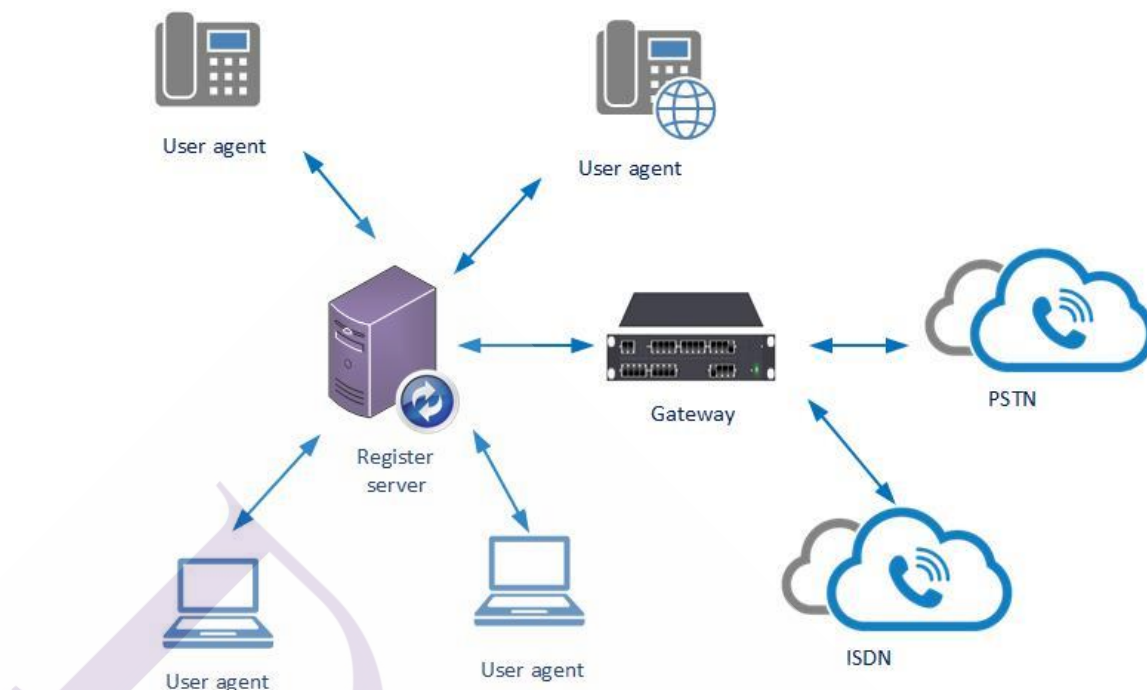 User agent
User agent
PSTN
Gateway
Register
server
ISDN
User agent
User agent